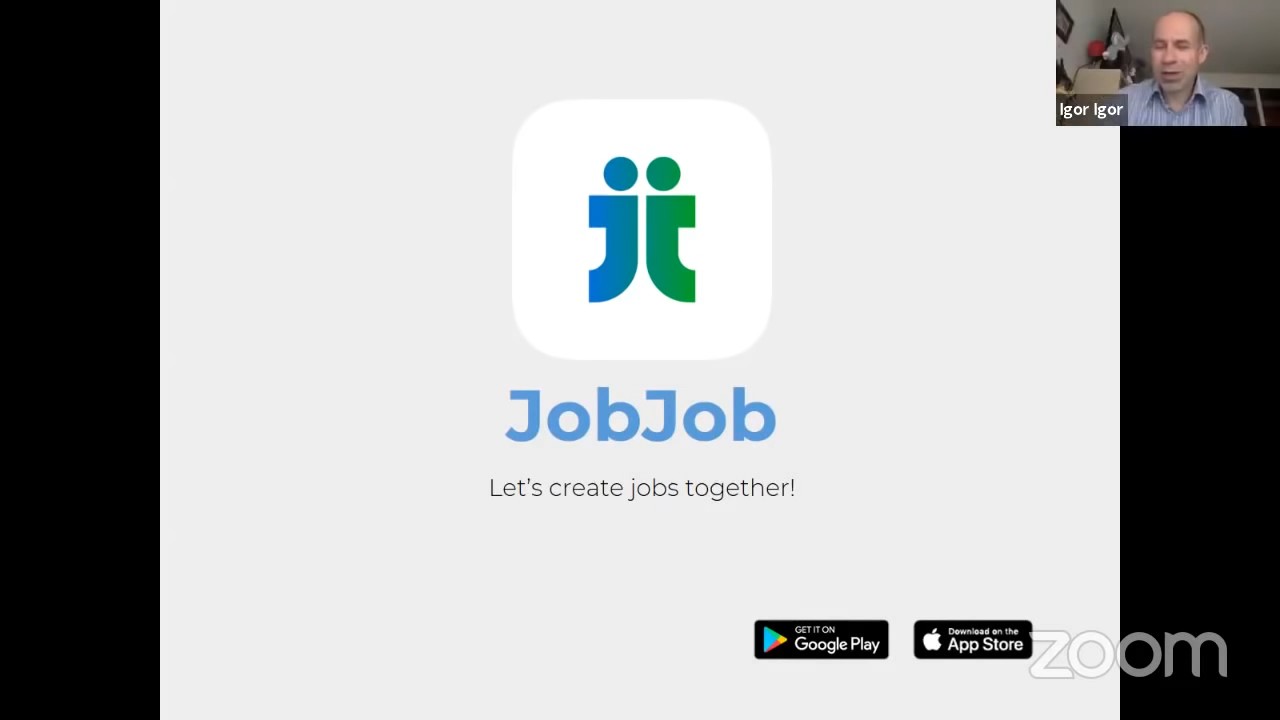 Igor Igor
JobJob
Let's create jobs together!
GET IT ON
Google Play
Download on the
App Store
zoom